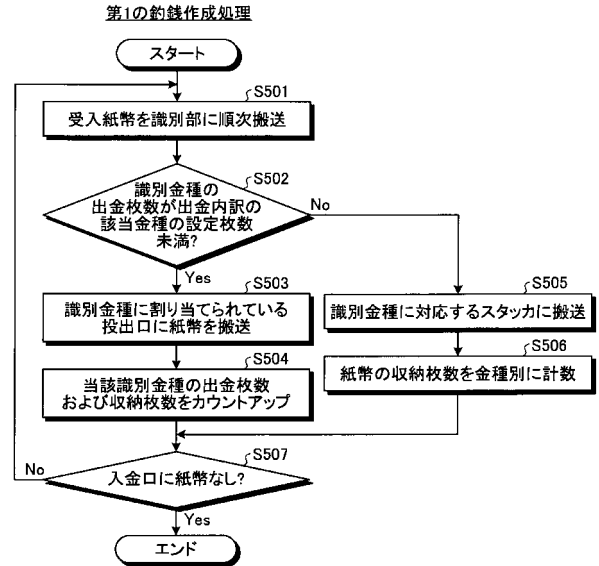 第1の釣銭作成処理
スタート
S501
受入紙幣を識別部に順次搬送
S502
識別金種の
出金枚数が出金内訳の
該当金種の設定枚数
未満?
No
Yes
S503
識別金種に割り当てられている
投出口に紙幣を搬送
S505
識別金種に対応するスタッカに搬送
S504
当該識別金種の出金枚数
および収納枚数をカウントアップ
S506
紙幣の収納枚数を金種別に計数
S507
入金口に紙幣なし?
No
Yes
エンド